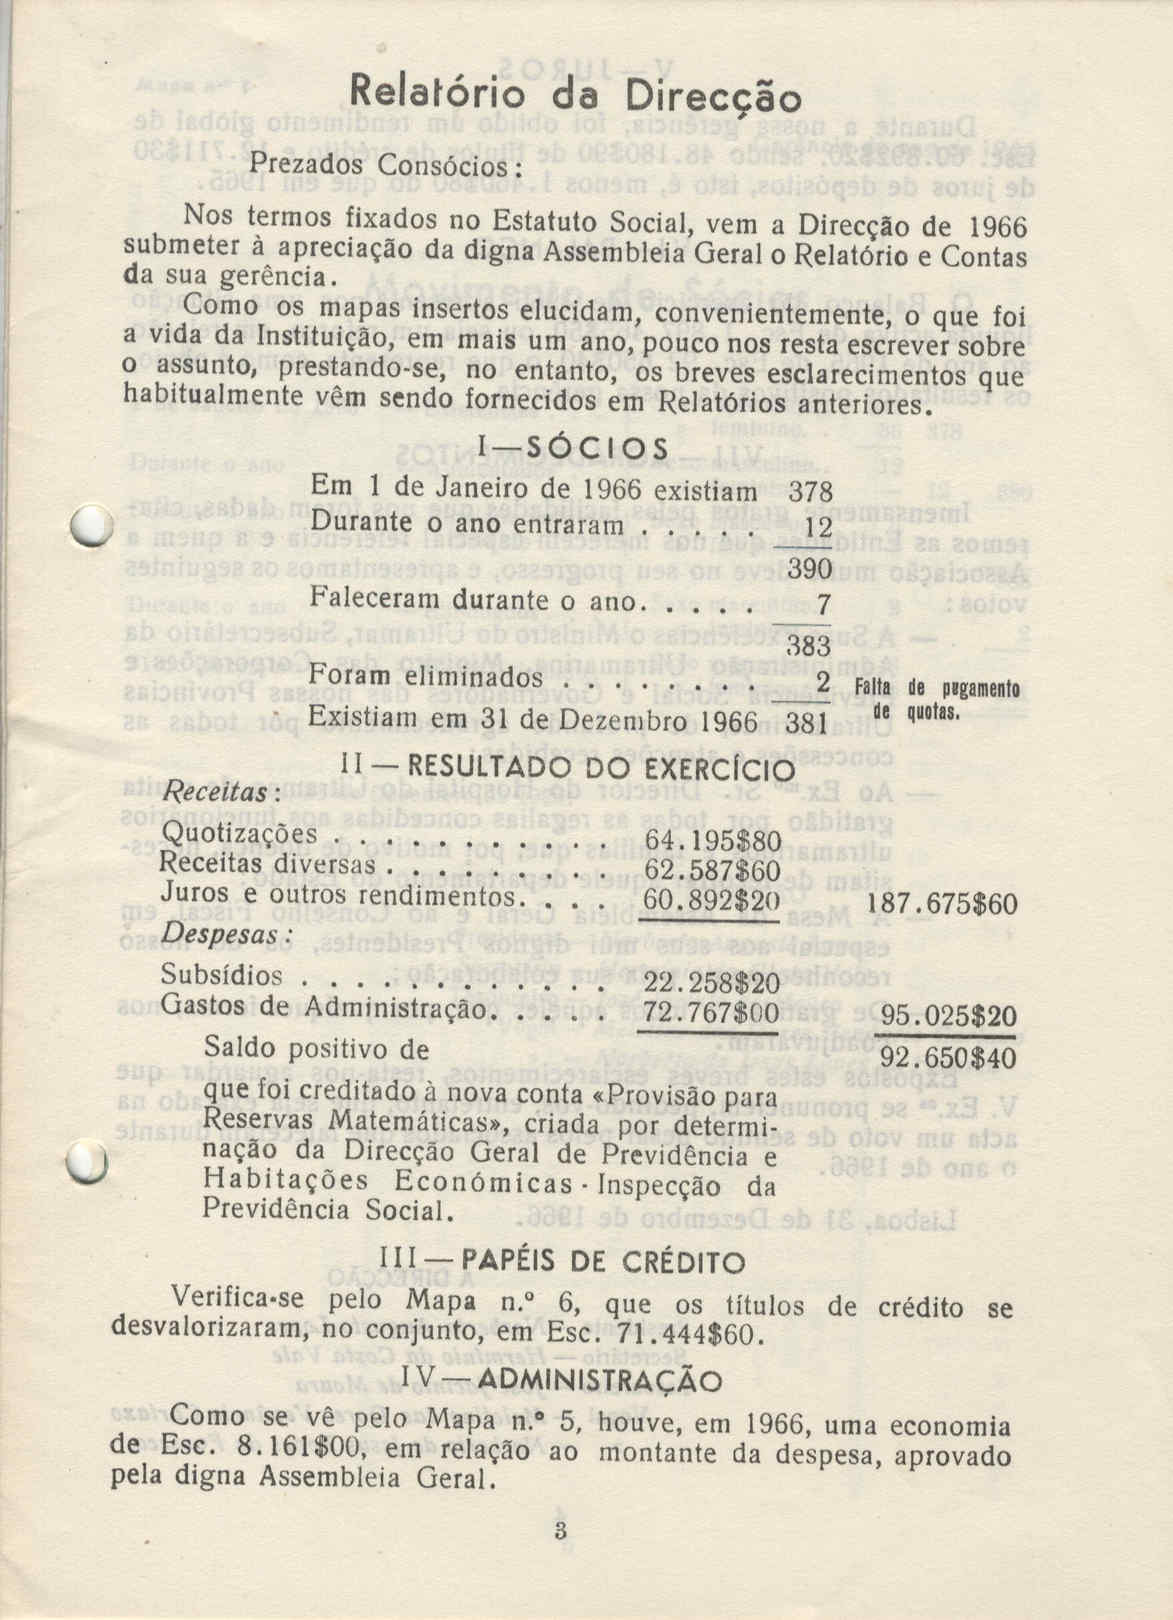 Relatório da Direcção
Prezados Consócios:
Nos termos fixados no Estatuto Social, vem a Direcção de 1966
submeter à apreciação da digna Assembleia Geral o Relatório e Contas
da sua gerência.
Como os mapas insertos elucidam, convenientemente, o que foi
a vida da Instituição, em mais um ano, pouco nos resta escrever sobre
o assunto, prestando-se, no entanto, os breves esclarecimentos que
habitualmente vêm sendo fornecidos em Relatórios anteriores.
I—SÓCIOS
Em 1 de Janeiro de 1966 existiam 378
Durante o ano entraram . . . . . 12
390
Faleceram durante o ano. . . . . 7
383
Foram eliminados . . . . . . . . 2 Falta de pagamento
de quotas.
Existiam em 31 de Dezembro 1966 381
II — RESULTADO DO EXERCÍCIO
Receitas:
Quotizações . . . . . . . . . . . 64.195$80
Receitas diversas . . . . . . . . . 62.587$60
Juros e outros rendimentos. . . . 60.892$20 187.675$60
Despesas:
Subsídios . . . . . . . . . . . . 22.258$20
Gastos de Administração. . . . . 72.767$00 95.025$20
Saldo positivo de 92.650$40
que foi creditado à nova conta «Provisão para
Reservas Matemáticas», criada por determi-
nação da Direcção Geral de Previdência e
Habitações Económicas - Inspecção da
Previdência Social.
III — PAPÉIS DE CRÉDITO
Verifica-se pelo Mapa n.º 6, que os títulos de crédito se
desvalorizaram, no conjunto, em Esc. 71.444$60.
IV — ADMINISTRAÇÃO
Como se vê pelo Mapa n.º 5, houve, em 1966, uma economia
de Esc. 8.161$00, em relação ao montante da despesa, aprovado
pela digna Assembleia Geral.
3